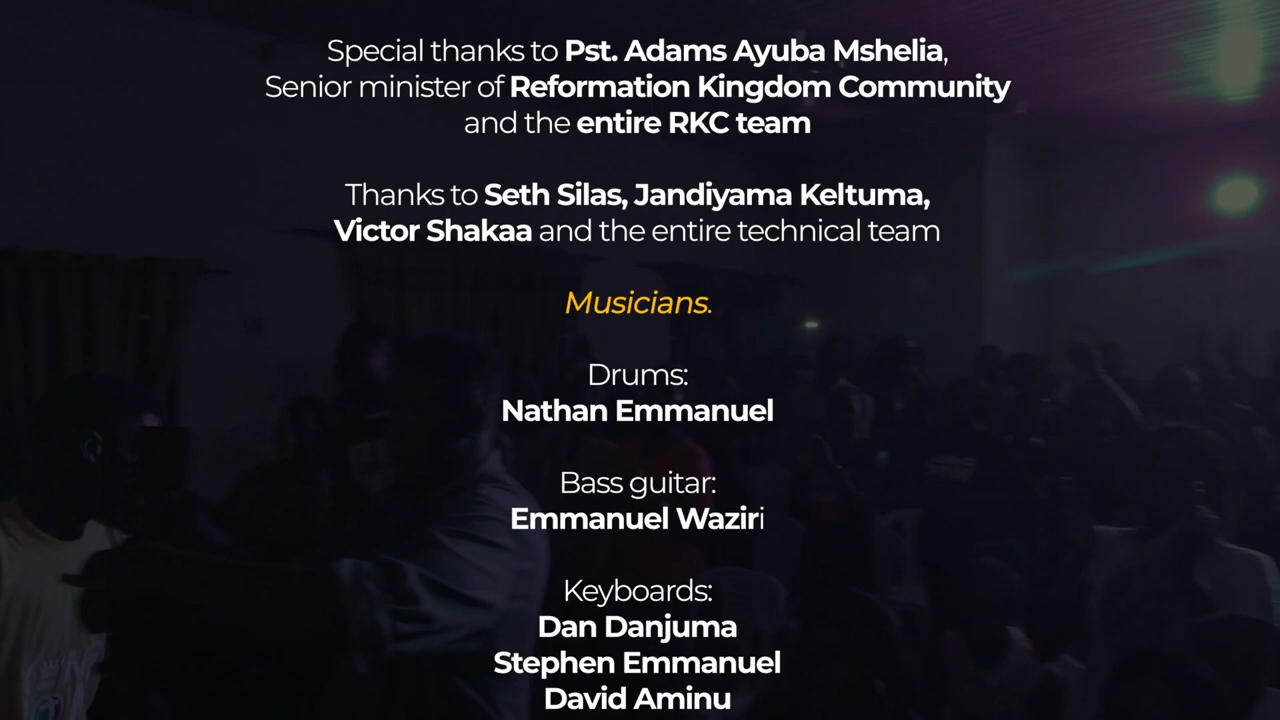 Special thanks to Pst. Adams Ayuba Mshelia,
Senior minister of Reformation Kingdom Community
and the entire RKC team
Thanks to Seth Silas, Jandiyama Keltuma,
Victor Shakaa and the entire technical team
Musicians.
Drums:
Nathan Emmanuel
Bass guitar:
Emmanuel Waziri
Keyboards:
Dan Danjuma
Stephen Emmanuel
David Aminu